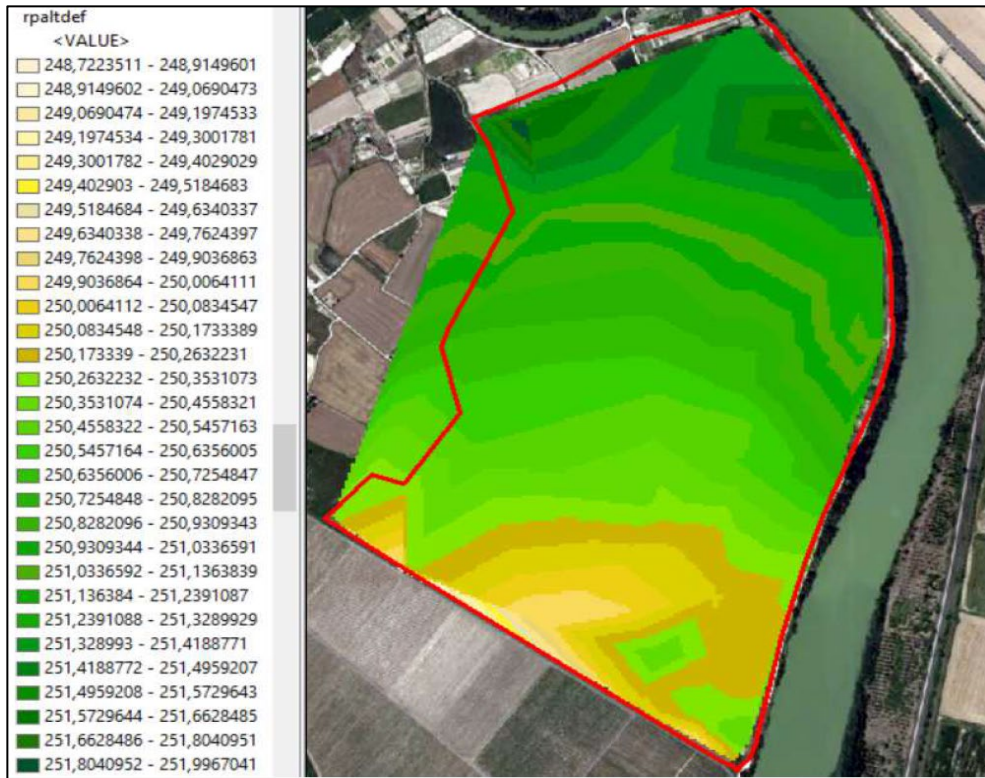 rpaltdef
<VALUE>
248,7223511 - 248,9149601
248,9149602 - 249,0690473
249,0690474 - 249,1974533
249,1974534 - 249,3001781
249,3001782 - 249,4029029
249,402903 - 249,5184683
249,5184684 - 249,6340337
249,6340338 - 249,7624397
249,7624398 - 249,9036863
249,9036864 - 250,0064111
250,0064112 - 250,0834547
250,0834548 - 250,1733389
250,173339 - 250,2632231
250,2632232 - 250,3531073
250,3531074 - 250,4558321
250,4558322 - 250,5457163
250,5457164 - 250,6356005
250,6356006 - 250,7254847
250,7254848 - 250,8282095
250,8282096 - 250,9309343
250,9309344 - 251,0336591
251,0336592 - 251,1363839
251,136384 - 251,2391087
251,2391088 - 251,3289929
251,328993 - 251,4188771
251,4188772 - 251,4959207
251,4959208 - 251,5729643
251,5729644 - 251,6628485
251,6628486 - 251,8040951
251,8040952 - 251,9967041